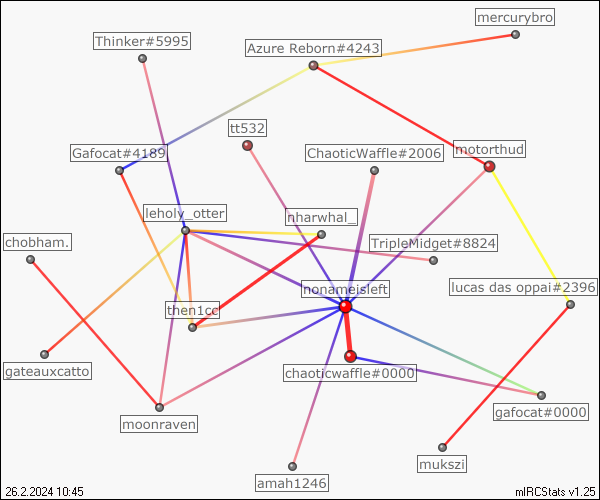 mercurybro
Thinker#5995
Azure Reborn#4243
tt532
Gafocat#4189
ChaoticWaffle#2006
motorthud
leholy_otter
nharwhal_
chobham.
TripleMidget#8824
nonameisleft
lucas das oppai#2396
then1cc
gateauxcatto
chaoticwaffle#0000
moonraven
gafocat#0000
mukszi
amah1246
26.2.2024 10:45
mIRCStats v1.25